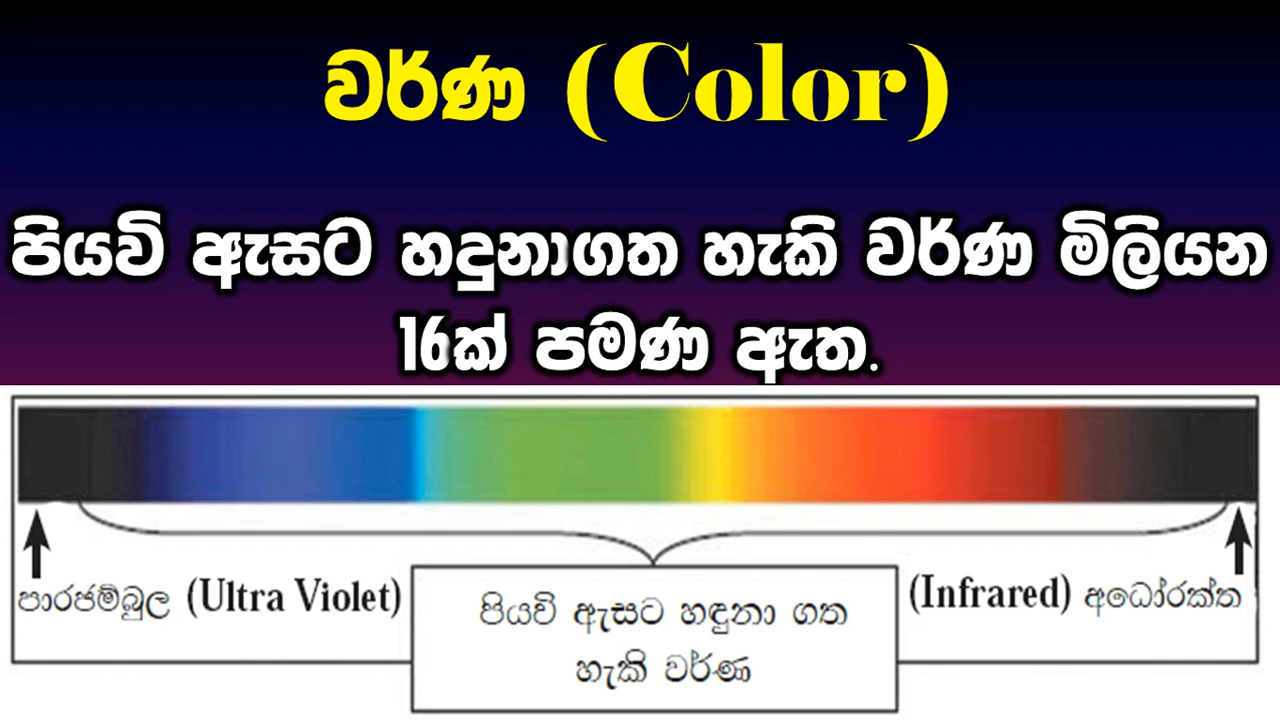 වර්ණ (Color)
පියවි ඇසට හදුනාගත හැකි වර්ණ මිලියන
16ක් පමණ ඇත.
පාරජම්බුල (Ultra Violet)
(Infrared) අධෝරක්ත
පියවි ඇසට හඳුනා ගත
හැකි වර්ණ